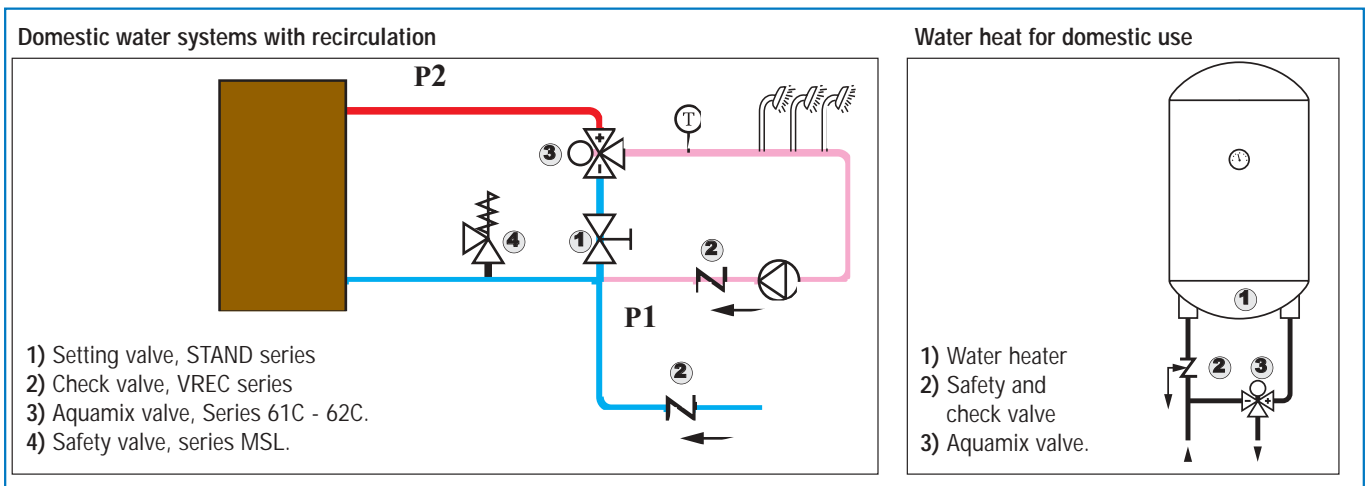 Domestic water systems with recirculation
P2
T
3
+
-
4
1
2
P1
2
1) Setting valve, STAND series
2) Check valve, VREC series
3) Aquamix valve, Series 61C - 62C.
4) Safety valve, series MSL.
Water heat for domestic use
1
2
3
- +
1) Water heater
2) Safety and
check valve
3) Aquamix valve.